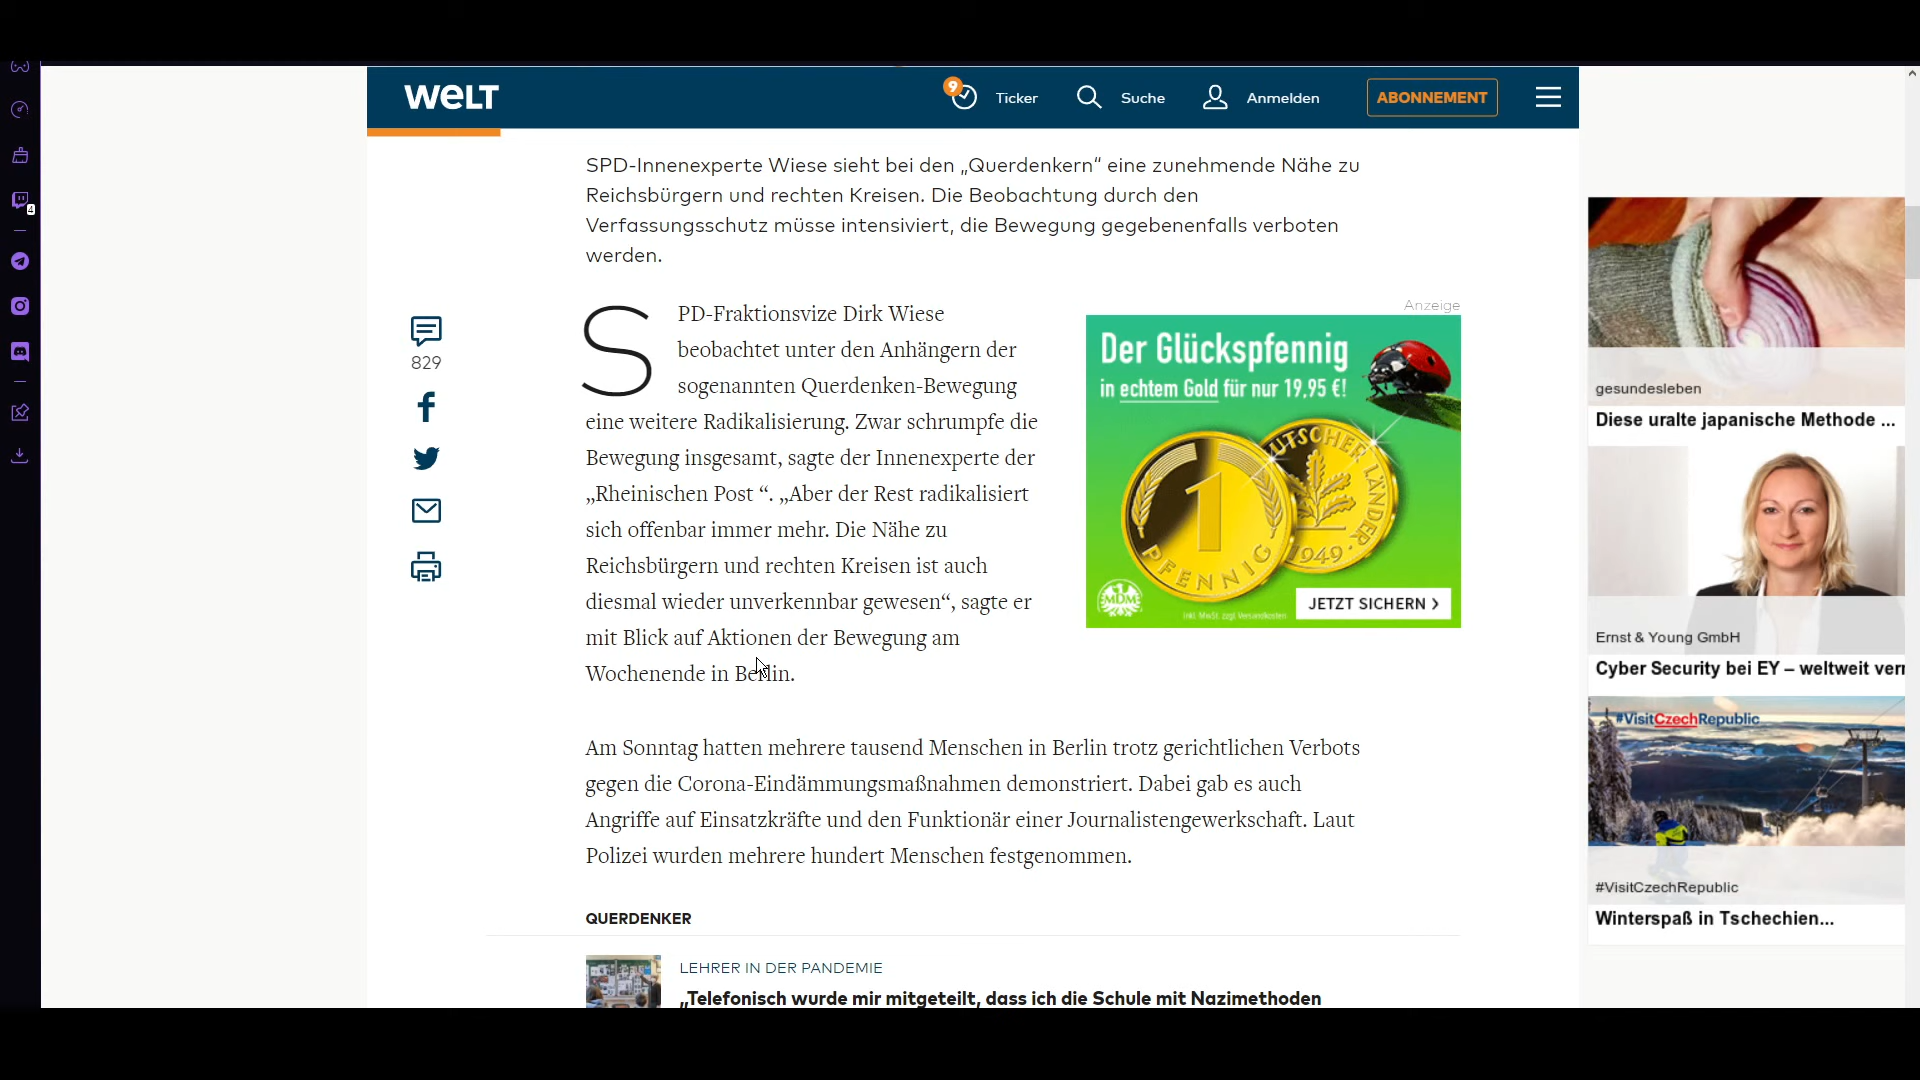 WELT
9
Ticker
Suche
Anmelden
ABONNEMENT
4
SPD-Innenexperte Wiese sieht bei den „Querdenkern“ eine zunehmende Nähe zu
Reichsbürgern und rechten Kreisen. Die Beobachtung durch den
Verfassungsschutz müsse intensiviert, die Bewegung gegebenenfalls verboten
werden.
829
SPD-Fraktionsvize Dirk Wiese
beobachtet unter den Anhängern der
sogenannten Querdenken-Bewegung
eine weitere Radikalisierung. Zwar schrumpfe die
Bewegung insgesamt, sagte der Innenexperte der
„Rheinischen Post “. „Aber der Rest radikalisiert
sich offenbar immer mehr. Die Nähe zu
Reichsbürgern und rechten Kreisen ist auch
diesmal wieder unverkennbar gewesen“, sagte er
mit Blick auf Aktionen der Bewegung am
Wochenende in Berlin.
Anzeige
Der Glückspfennig
in echtem Gold für nur 19,95 €!
1
PFENNIG
UTSCHER LÄNDER
1949
MDM
Inkl. MwSt. zzgl. Versandkosten
JETZT SICHERN >
Am Sonntag hatten mehrere tausend Menschen in Berlin trotz gerichtlichen Verbots
gegen die Corona-Eindämmungsmaßnahmen demonstriert. Dabei gab es auch
Angriffe auf Einsatzkräfte und den Funktionär einer Journalistengewerkschaft. Laut
Polizei wurden mehrere hundert Menschen festgenommen.
QUERDENKER
LEHRER IN DER PANDEMIE
„Telefonisch wurde mir mitgeteilt, dass ich die Schule mit Nazimethoden
gesundesleben
Diese uralte japanische Methode ...
Ernst & Young GmbH
Cyber Security bei EY – weltweit vern
#VisitCzechRepublic
#VisitCzechRepublic
Winterspaß in Tschechien...